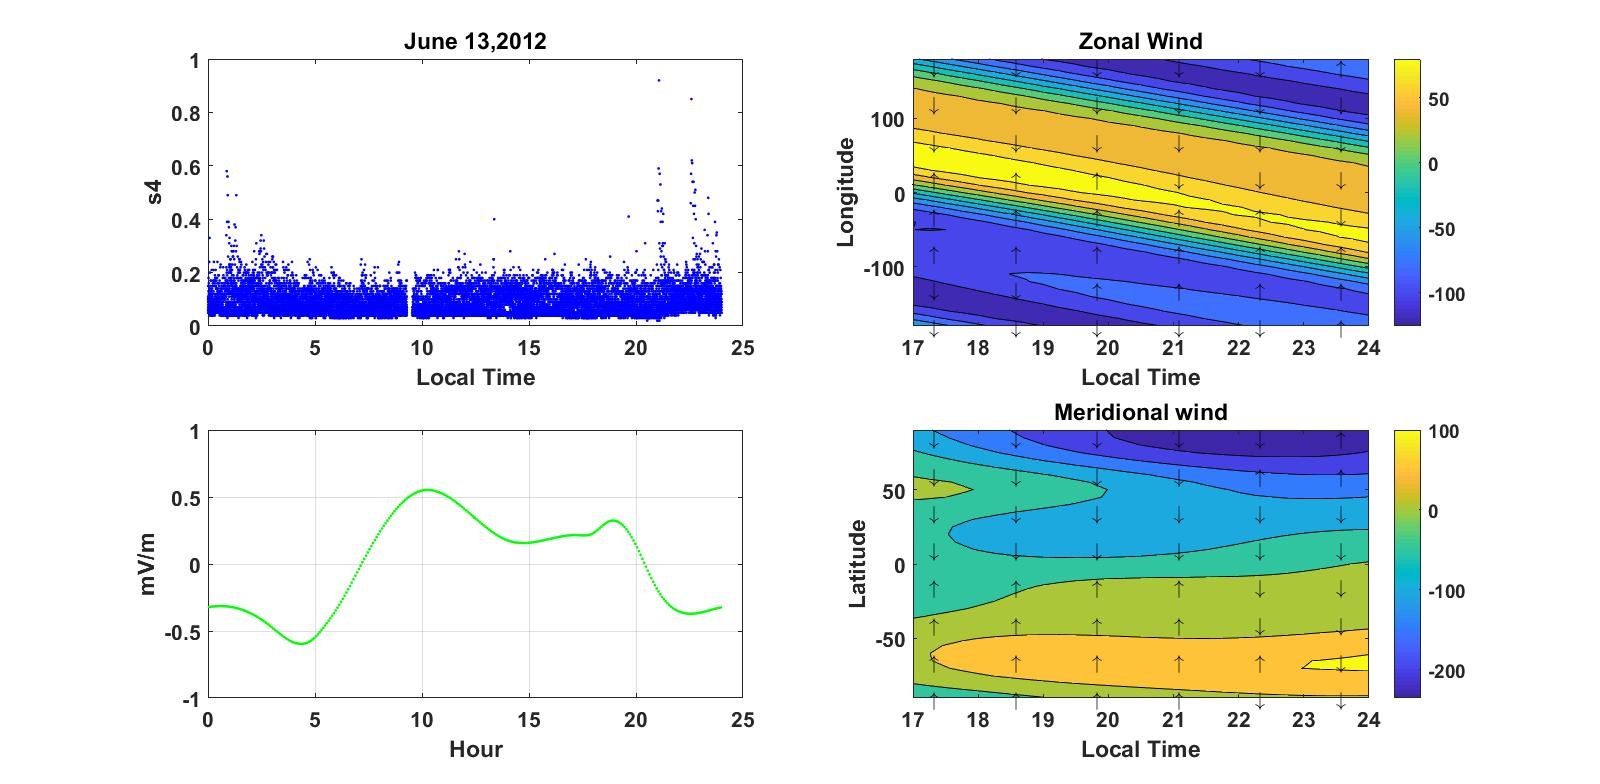 June 13,2012
1
0.8
0.6
0.4
0.2
0
s4
0 5 10 15 20 25
Local Time
Zonal Wind
100
0
-100
Longitude
17 18 19 20 21 22 23 24
Local Time
50
0
-50
-100
1
0.5
0
-0.5
-1
mV/m
0 5 10 15 20 25
Hour
Meridional wind
50
0
-50
Latitude
17 18 19 20 21 22 23 24
Local Time
100
0
-100
-200